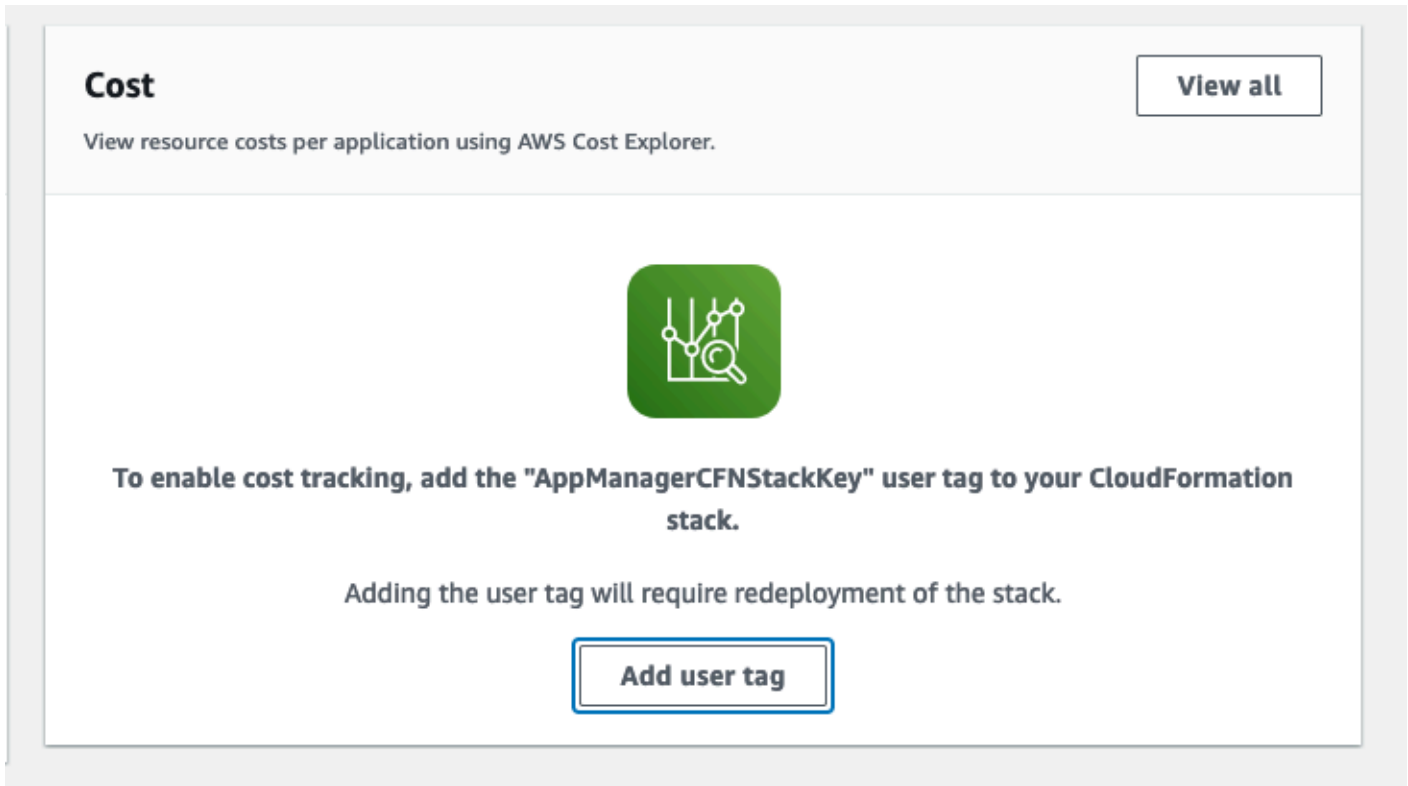 Cost
View all
View resource costs per application using AWS Cost Explorer.
To enable cost tracking, add the "AppManagerCFNStackKey" user tag to your CloudFormation
stack.
Adding the user tag will require redeployment of the stack.
Add user tag